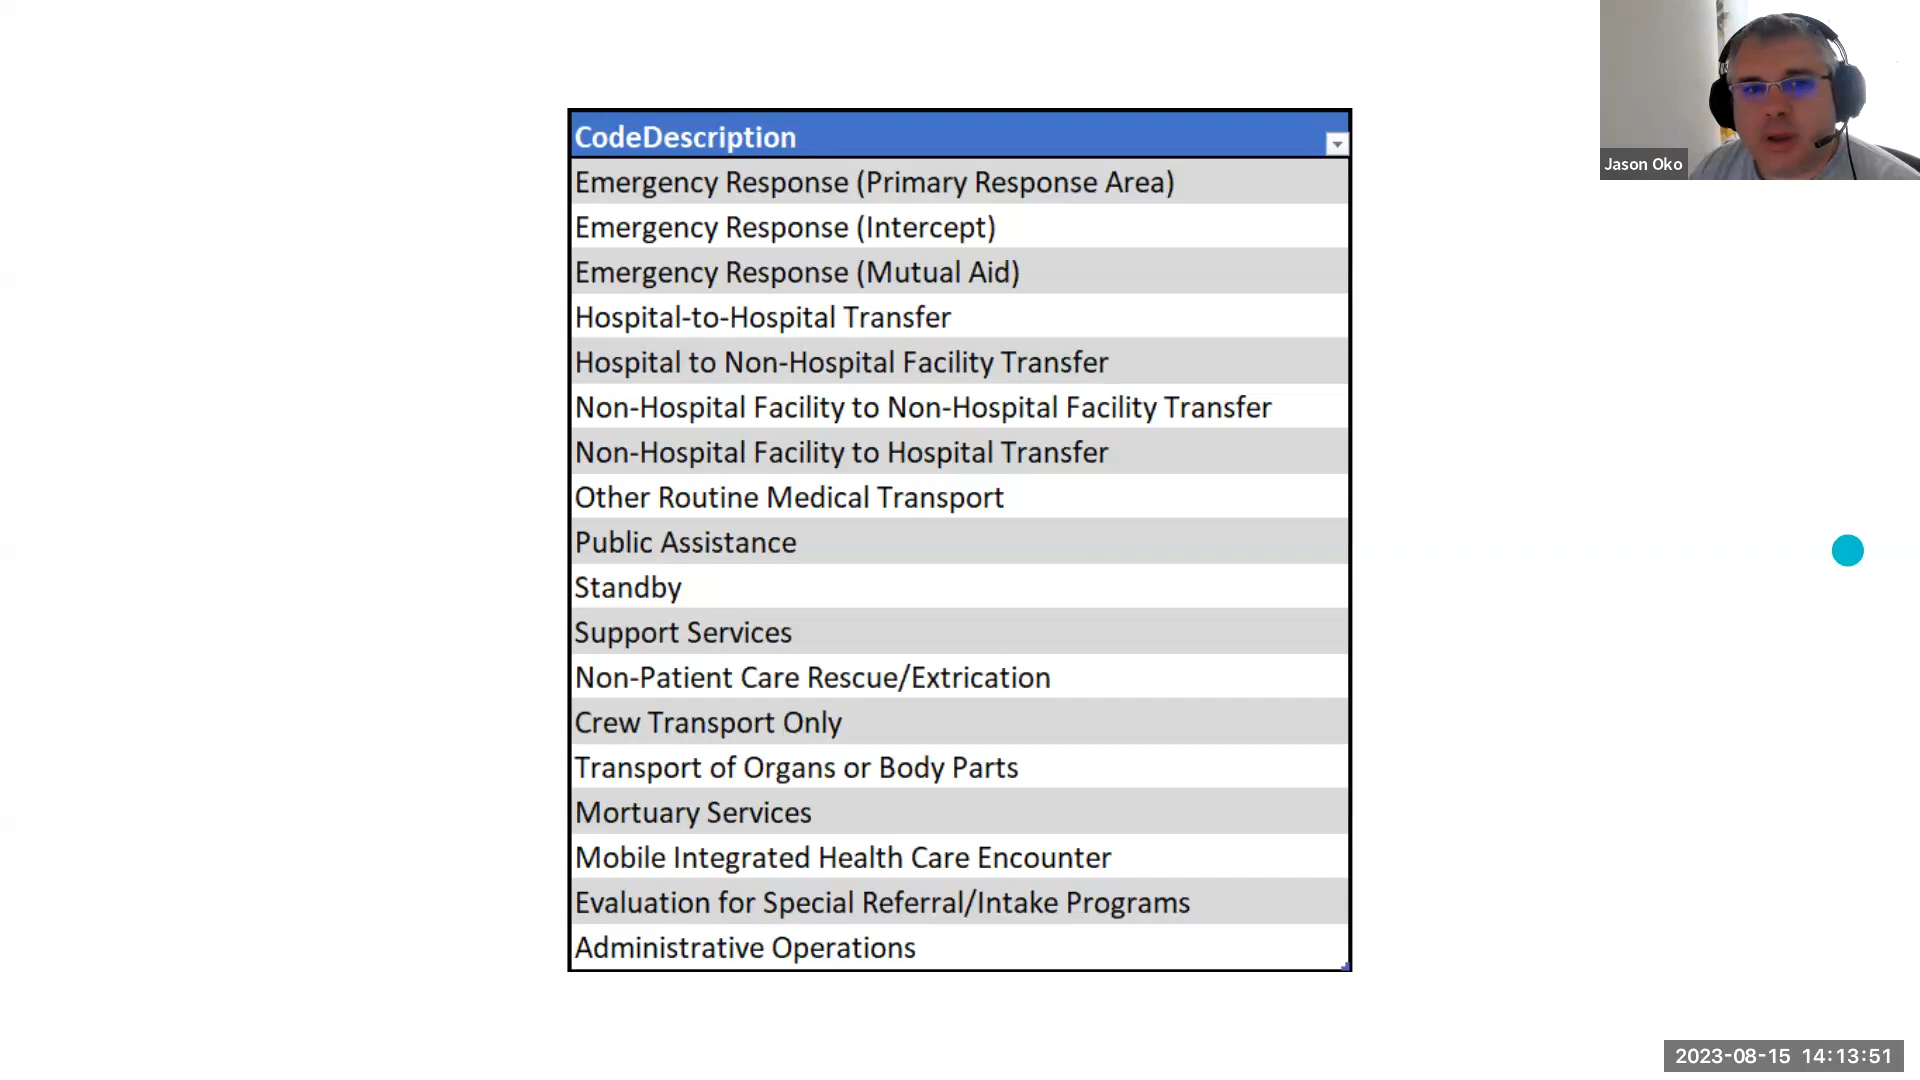 CodeDescription
Emergency Response (Primary Response Area)
Emergency Response (Intercept)
Emergency Response (Mutual Aid)
Hospital-to-Hospital Transfer
Hospital to Non-Hospital Facility Transfer
Non-Hospital Facility to Non-Hospital Facility Transfer
Non-Hospital Facility to Hospital Transfer
Other Routine Medical Transport
Public Assistance
Standby
Support Services
Non-Patient Care Rescue/Extrication
Crew Transport Only
Transport of Organs or Body Parts
Mortuary Services
Mobile Integrated Health Care Encounter
Evaluation for Special Referral/Intake Programs
Administrative Operations
Jason Oko
2023-08-15 14:13:51